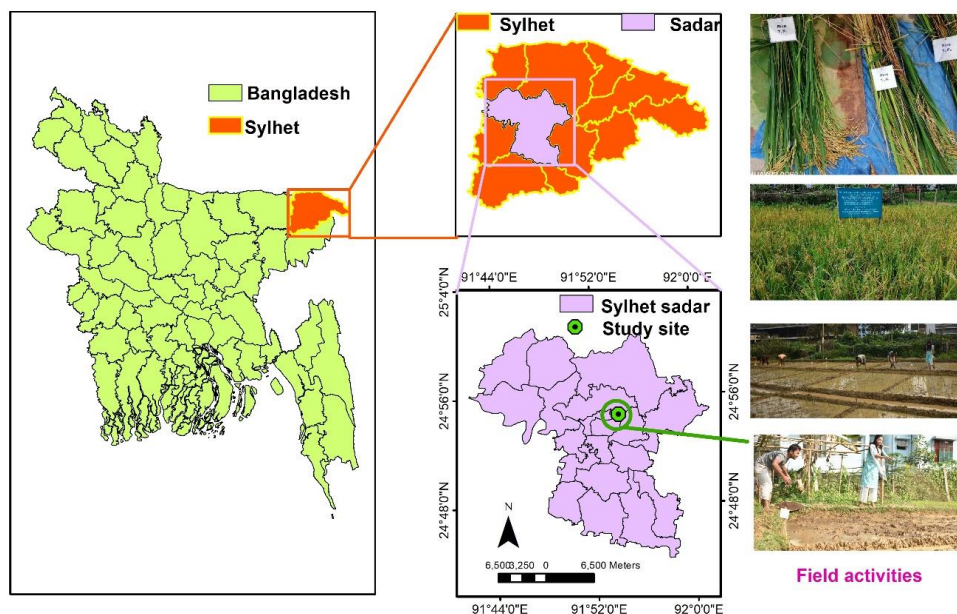 Bangladesh
Sylhet
Sylhet
Sadar
91°44'0"E
91°52'0"E
92°0'0"E
25°4'0"N
24°56'0"N
24°48'0"N
Sylhet sadar
Study site
24°56'0"N
24°48'0"N
N
6,500 3,250 0 6,500 Meters
91°44'0"E
91°52'0"E
92°0'0"E
Field activities